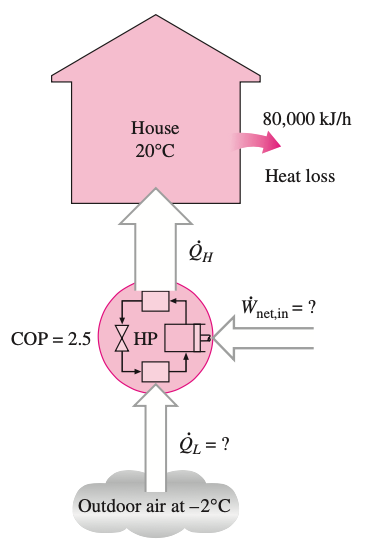 House
20°C
80,000 kJ/h
Heat loss
Q̇H
Ẇnet,in = ?
COP = 2.5
HP
Q̇L = ?
Outdoor air at –2°C